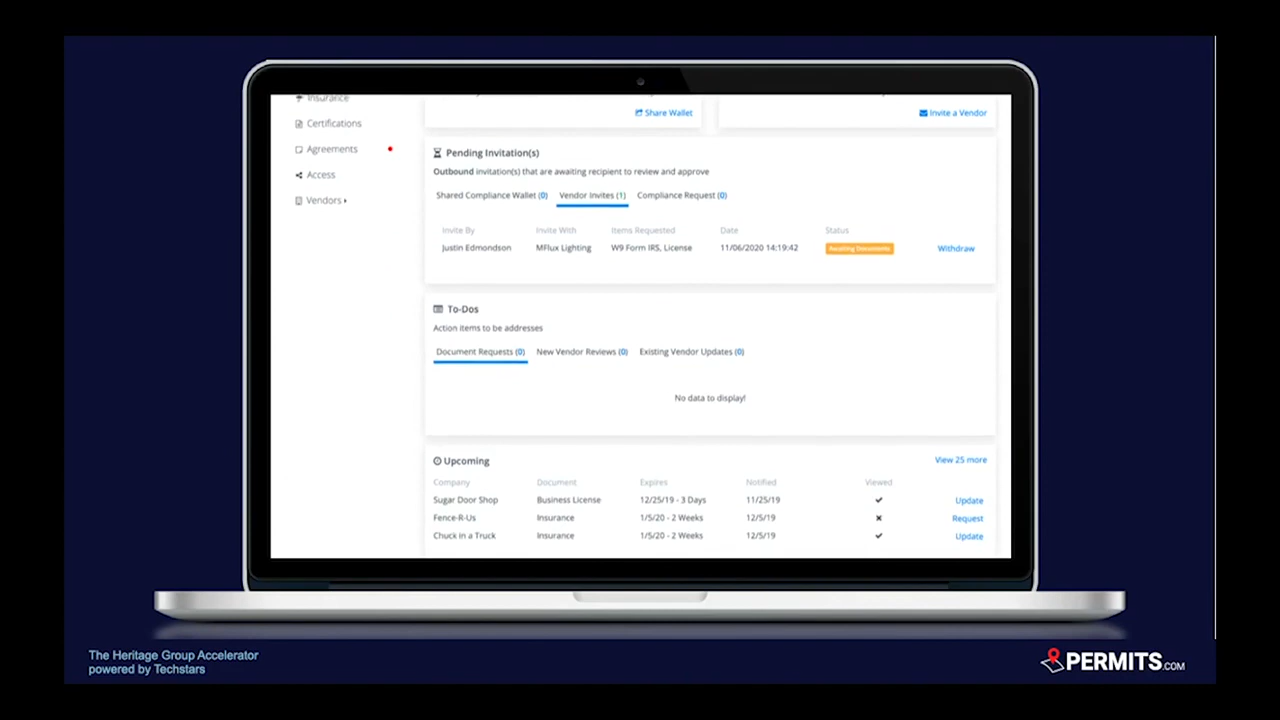 Insurance
Certifications
Agreements
Access
Vendors
Share Wallet
Invite a Vendor
Pending Invitation(s)
Outbound invitation(s) that are awaiting recipient to review and approve
Shared Compliance Wallet (0) Vendor Invites (1) Compliance Request (0)
Invite By Invite With Items Requested Date Status
Justin Edmondson MFlux Lighting W9 Form IRS, License 11/06/2020 14:19:42 Awaiting Documents Withdraw
To-Dos
Action items to be addresses
Document Requests (0) New Vendor Reviews (0) Existing Vendor Updates (0)
No data to display!
Upcoming View 25 more
Company Document Expires Notified Viewed
Sugar Door Shop Business License 12/25/19 - 3 Days 11/25/19 Update
Fence-R-Us Insurance 1/5/20 - 2 Weeks 12/5/19 Request
Chuck in a Truck Insurance 1/5/20 - 2 Weeks 12/5/19 Update
The Heritage Group Accelerator
powered by Techstars
PERMITS.COM